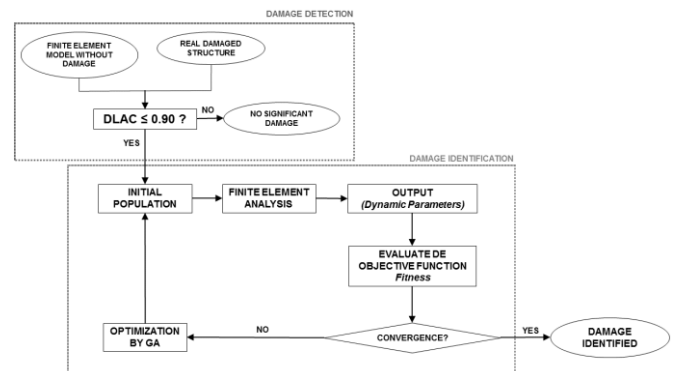 DAMAGE DETECTION
FINITE ELEMENT
MODEL WITHOUT
DAMAGE
REAL DAMAGED
STRUCTURE
DLAC ≤ 0.90 ?
NO
NO SIGNIFICANT
DAMAGE
YES
DAMAGE IDENTIFICATION
INITIAL
POPULATION
FINITE ELEMENT
ANALYSIS
OUTPUT
(Dynamic Parameters)
EVALUATE DE
OBJECTIVE FUNCTION
Fitness
OPTIMIZATION
BY GA
NO
CONVERGENCE?
YES
DAMAGE
IDENTIFIED